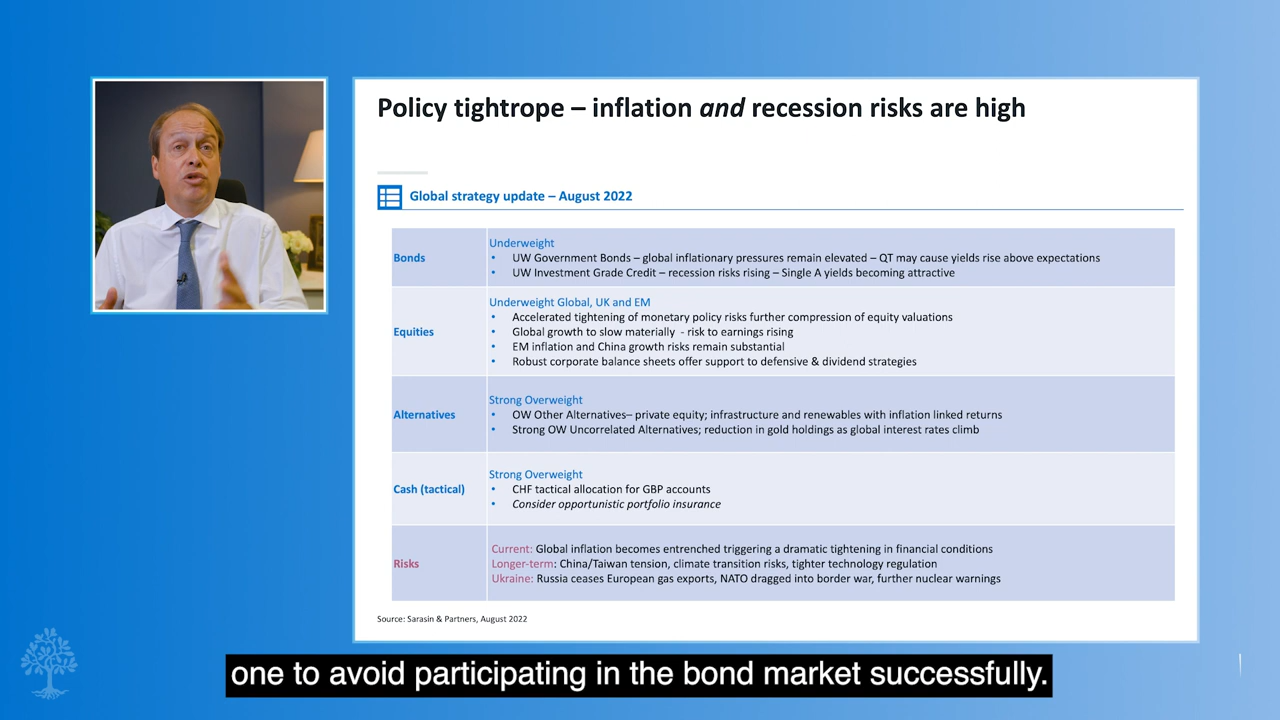 Policy tightrope – inflation and recession risks are high
Global strategy update – August 2022
Bonds
Underweight
• UW Government Bonds – global inflationary pressures remain elevated – QT may cause yields rise above expectations
• UW Investment Grade Credit – recession risks rising – Single A yields becoming attractive
Equities
Underweight Global, UK and EM
• Accelerated tightening of monetary policy risks further compression of equity valuations
• Global growth to slow materially - risk to earnings rising
• EM inflation and China growth risks remain substantial
• Robust corporate balance sheets offer support to defensive & dividend strategies
Alternatives
Strong Overweight
• OW Other Alternatives– private equity; infrastructure and renewables with inflation linked returns
• Strong OW Uncorrelated Alternatives; reduction in gold holdings as global interest rates climb
Cash (tactical)
Strong Overweight
• CHF tactical allocation for GBP accounts
• Consider opportunistic portfolio insurance
Risks
Current: Global inflation becomes entrenched triggering a dramatic tightening in financial conditions
Longer-term: China/Taiwan tension, climate transition risks, tighter technology regulation
Ukraine: Russia ceases European gas exports, NATO dragged into border war, further nuclear warnings
Source: Sarasin & Partners, August 2022
one to avoid participating in the bond market successfully.